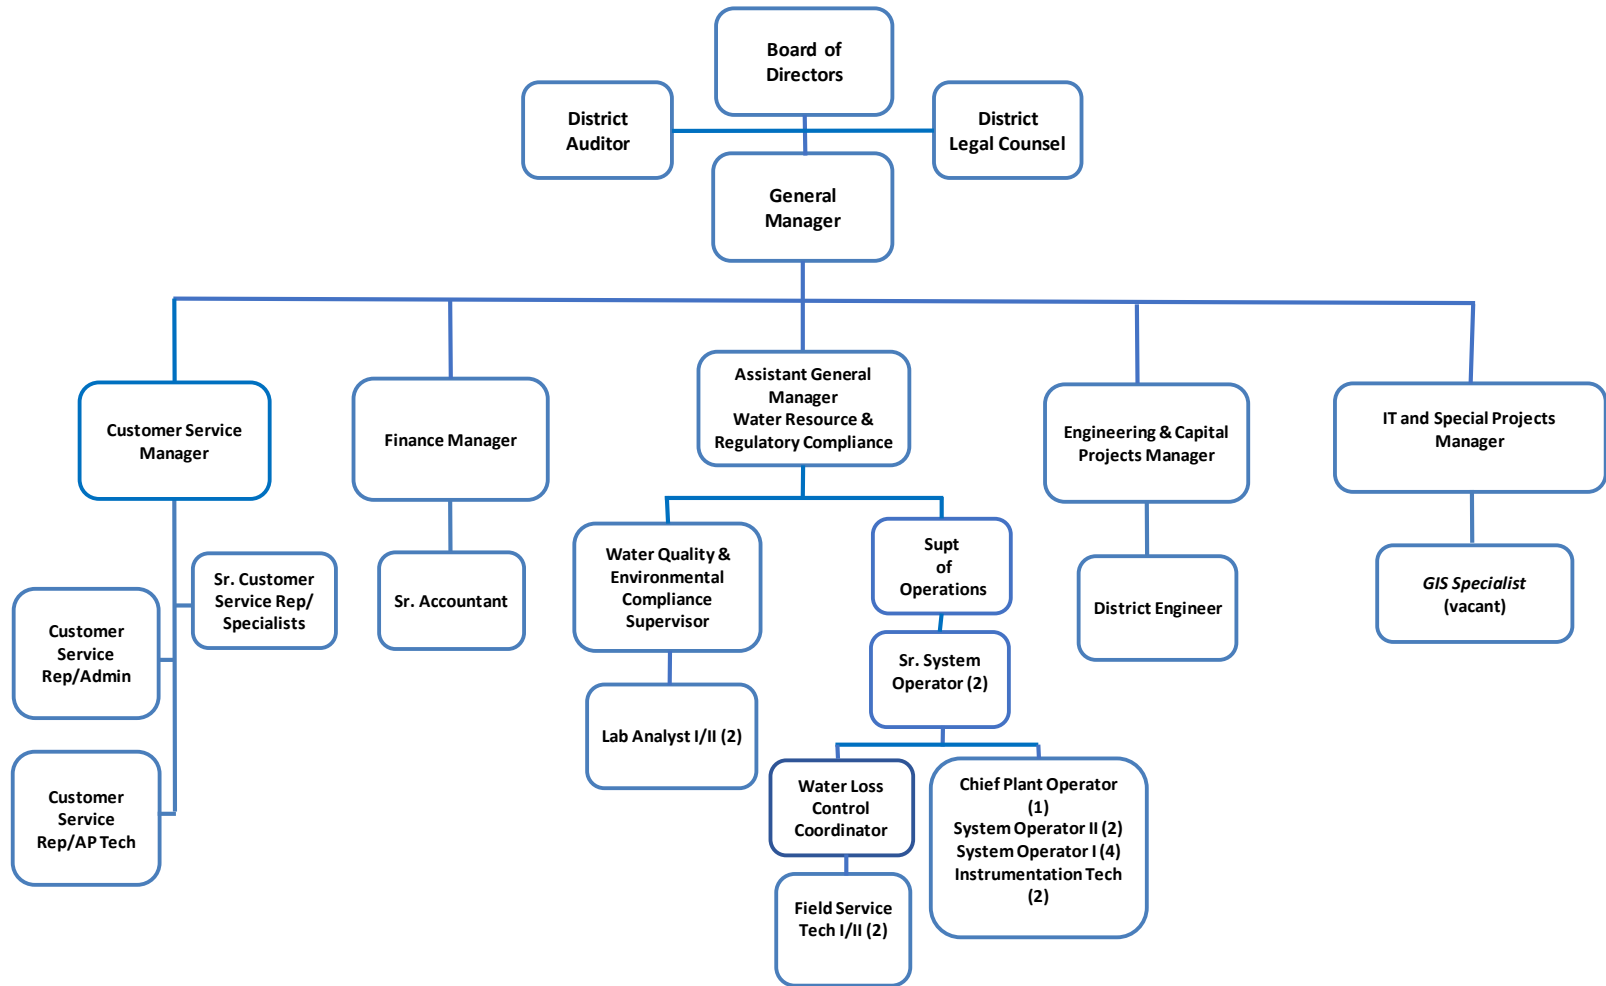 Board of
Directors
District
Auditor
District
Legal Counsel
General
Manager
Customer Service
Manager
Finance Manager
Assistant General
Manager
Water Resource &
Regulatory Compliance
Engineering & Capital
Projects Manager
IT and Special Projects
Manager
Sr. Customer
Service Rep/
Specialists
Customer
Service
Rep/Admin
Customer
Service
Rep/AP Tech
Sr. Accountant
Water Quality &
Environmental
Compliance
Supervisor
Lab Analyst I/II (2)
Supt
of
Operations
Sr. System
Operator (2)
Water Loss
Control
Coordinator
Field Service
Tech I/II (2)
Chief Plant Operator
(1)
System Operator II (2)
System Operator I (4)
Instrumentation Tech
(2)
District Engineer
GIS Specialist
(vacant)